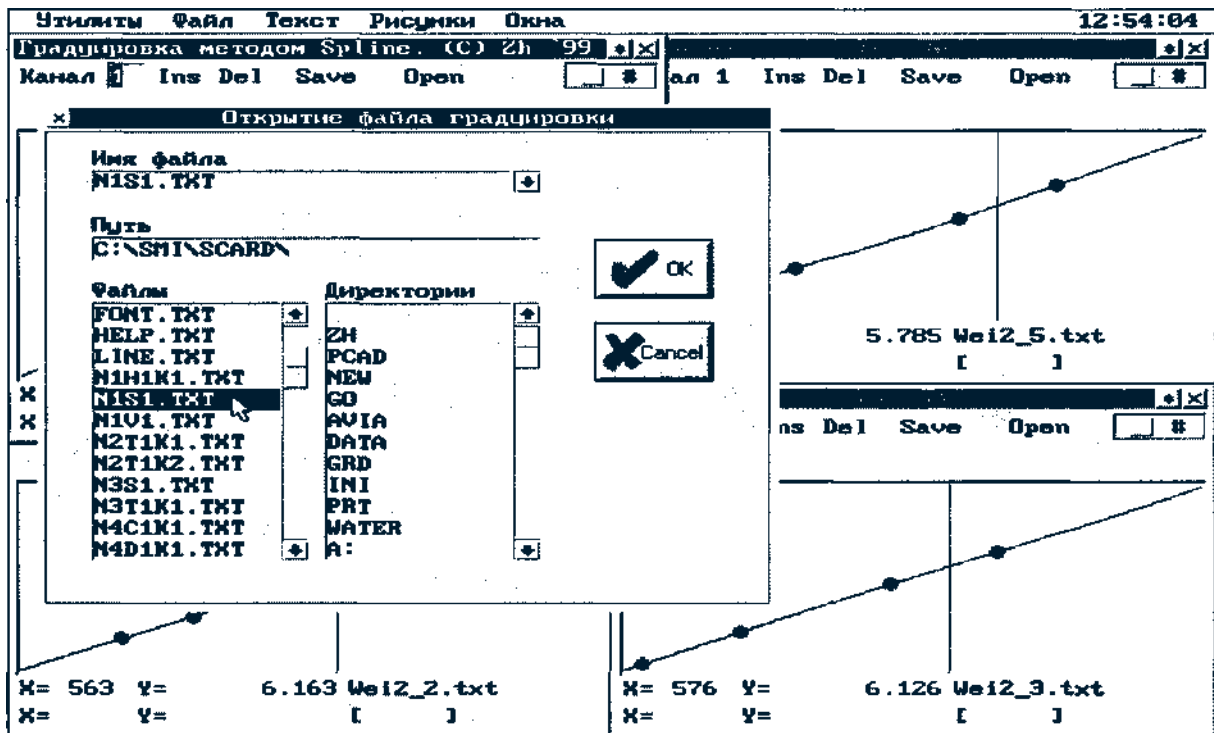 Утилиты Файл Текст Рисунки Окна 12:54:04
Градуировка методом Spline. (C) Zh `99
Канал 1 Ins Del Save Open
ал 1 Ins Del Save Open
Открытие файла градуировки
Имя файла
N1S1.TXT
Путь
C:\SMI\SCARD\
OK
Cancel
Файлы
FONT.TXT
HELP.TXT
LINE.TXT
N1H1K1.TXT
N1S1.TXT
N1V1.TXT
N2T1K1.TXT
N2T1K2.TXT
N3S1.TXT
N3T1K1.TXT
N4C1K1.TXT
N4D1K1.TXT
Директории
ZH
PCAD
NEW
GO
AVIA
DATA
GRD
INI
PRT
WATER
A:
5.785 Wei2_5.txt
[ ]
X
X
ns Del Save Open
X= 563 Y= 6.163 Wei2_2.txt
X= Y= [ ]
X= 576 Y= 6.126 Wei2_3.txt
X= Y= [ ]